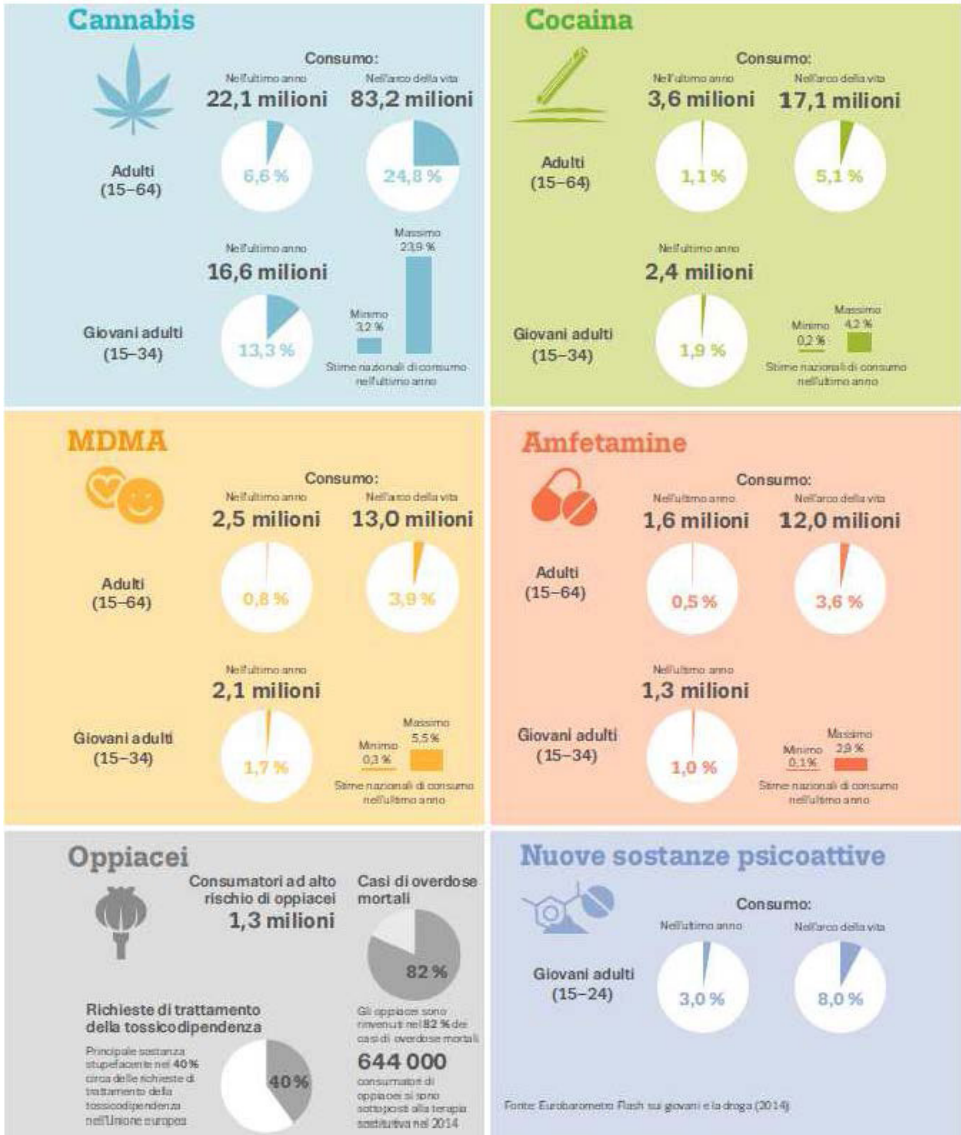 Cannabis
Consumo:
Nell'ultimo anno
22,1 milioni
Nell'arco della vita
83,2 milioni
Adulti
(15–64)
6,6 %
24,8 %
Nell'ultimo anno
16,6 milioni
Giovani adulti
(15–34)
13,3 %
Minimo
3,2 %
Massimo
23,9 %
Stime nazionali di consumo
nell'ultimo anno
Cocaina
Consumo:
Nell'ultimo anno
3,6 milioni
Nell'arco della vita
17,1 milioni
Adulti
(15–64)
1,1 %
5,1 %
Nell'ultimo anno
2,4 milioni
Giovani adulti
(15–34)
1,9 %
Minimo
0,2 %
Massimo
4,2 %
Stime nazionali di consumo
nell'ultimo anno
MDMA
Consumo:
Nell'ultimo anno
2,5 milioni
Nell'arco della vita
13,0 milioni
Adulti
(15–64)
0,8 %
3,9 %
Nell'ultimo anno
2,1 milioni
Giovani adulti
(15–34)
1,7 %
Minimo
0,3 %
Massimo
5,5 %
Stime nazionali di consumo
nell'ultimo anno
Amfetamine
Consumo:
Nell'ultimo anno
1,6 milioni
Nell'arco della vita
12,0 milioni
Adulti
(15–64)
0,5 %
3,6 %
Nell'ultimo anno
1,3 milioni
Giovani adulti
(15–34)
1,0 %
Minimo
0,1%
Massimo
2,9 %
Stime nazionali di consumo
nell'ultimo anno
Oppiacei
Consumatori ad alto
rischio di oppiacei
1,3 milioni
Casi di overdose
mortali
82 %
Gli oppiacei sono
rinvenuti nel 82 % dei
casi di overdose mortali
Richieste di trattamento
della tossicodipendenza
Principale sostanza
stupefacente nel 40 %
circa delle richieste di
trattamento della
tossicodipendenza
nell'Unione europea
40 %
644 000
consumatori di
oppiacei si sono
sottoposti alla terapia
sostitutiva nel 2014
Nuove sostanze psicoattive
Consumo:
Nell'ultimo anno
Nell'arco della vita
Giovani adulti
(15–24)
3,0 %
8,0 %
Fonte: Eurobarometro Flash sui giovani e la droga (2014)